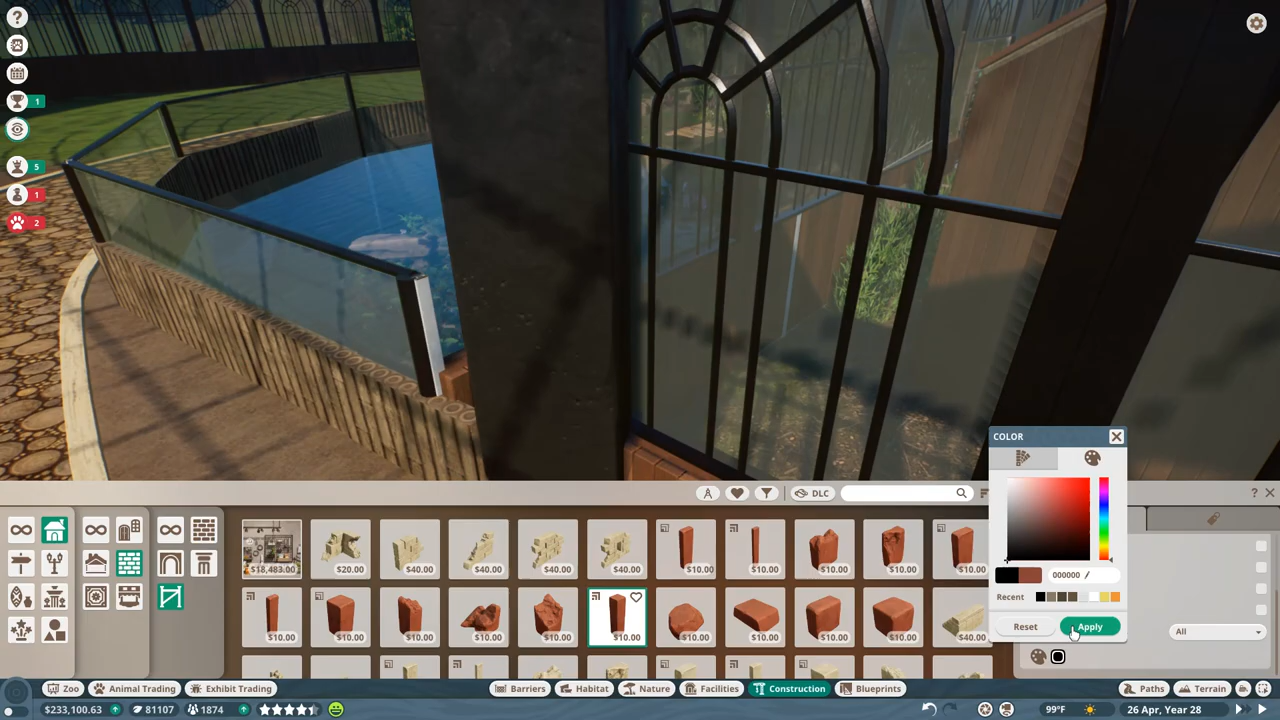 ?
1
5
1
2
DLC
? ✕
COLOR
000000 /
Recent
Reset Apply
All
$18,483.00 $20.00 $40.00 $40.00 $40.00 $40.00 $10.00 $10.00 $10.00 $10.00 $10.00
$10.00 $10.00 $10.00 $10.00 $10.00 $10.00 $10.00 $10.00 $10.00 $10.00 $40.00
Zoo Animal Trading Exhibit Trading Barriers Habitat Nature Facilities Construction Blueprints Paths Terrain
$233,100.63 81107 1874 99°F 26 Apr, Year 28